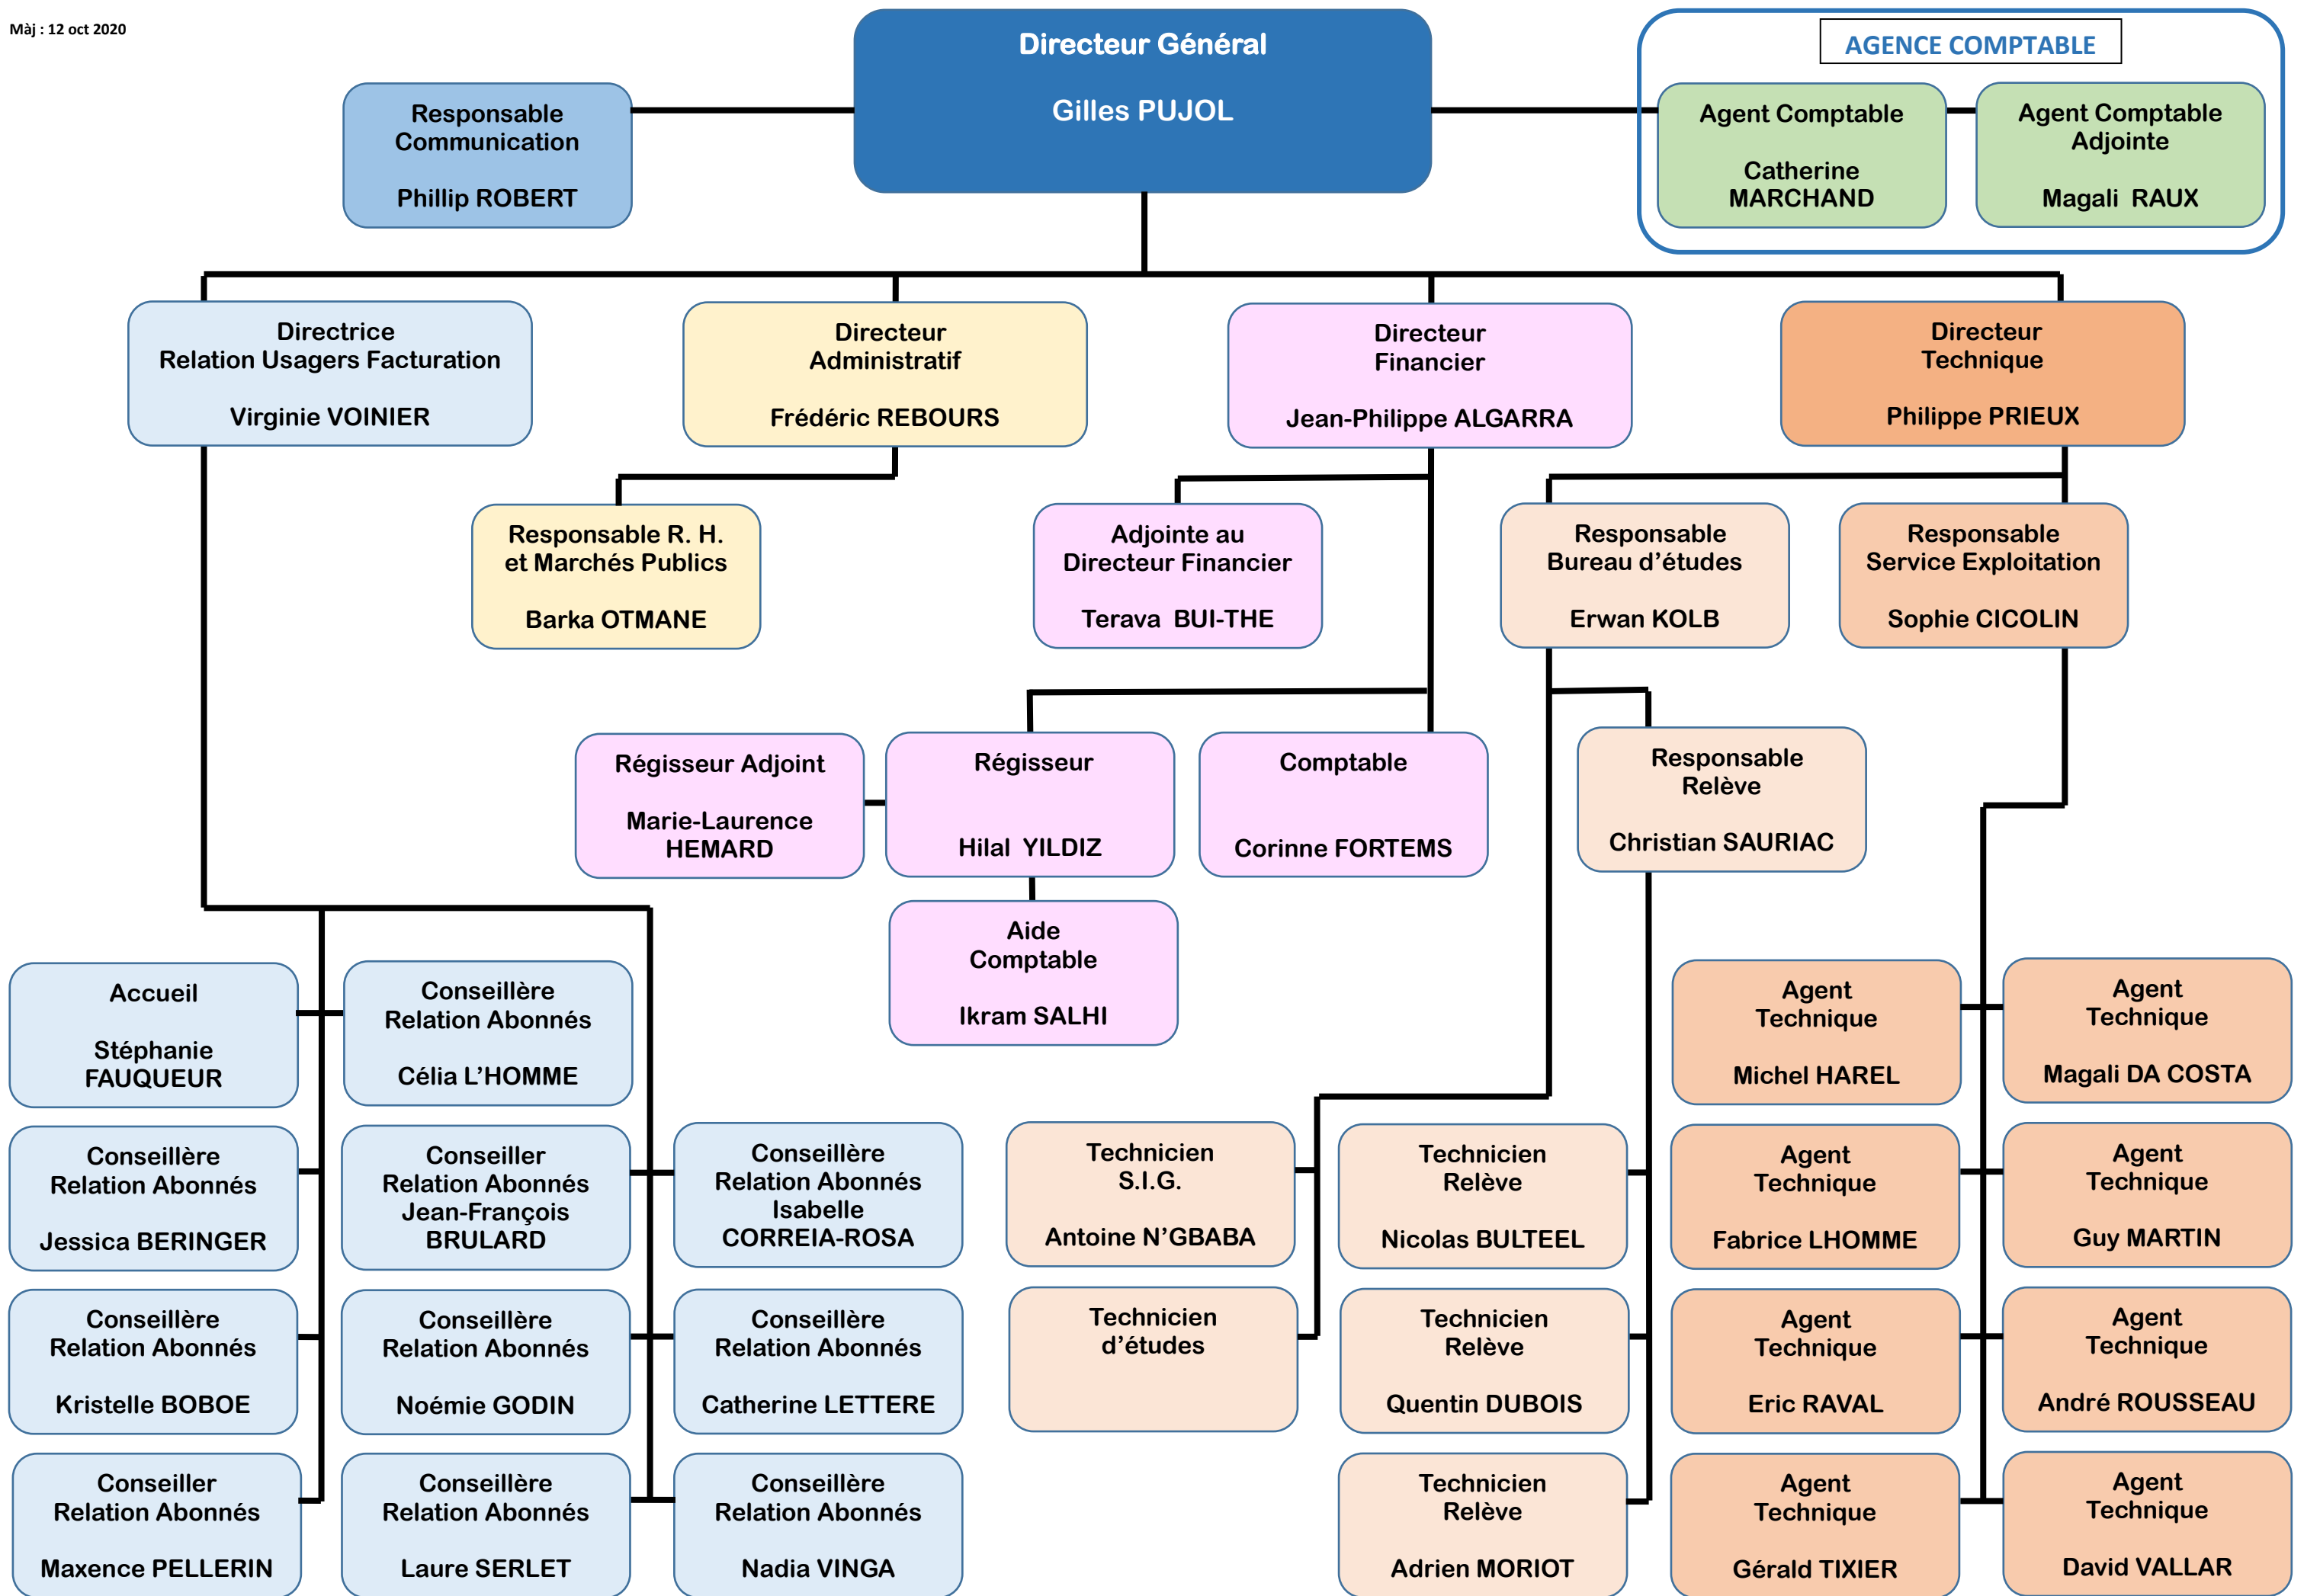 Màj : 12 oct 2020
Directeur Général
Gilles PUJOL
AGENCE COMPTABLE
Responsable
Communication
Phillip ROBERT
Agent Comptable
Catherine
MARCHAND
Agent Comptable
Adjointe
Magali RAUX
Directrice
Relation Usagers Facturation
Virginie VOINIER
Directeur
Administratif
Frédéric REBOURS
Directeur
Financier
Jean-Philippe ALGARRA
Directeur
Technique
Philippe PRIEUX
Responsable R. H.
et Marchés Publics
Barka OTMANE
Adjointe au
Directeur Financier
Terava BUI-THE
Responsable
Bureau d’études
Erwan KOLB
Responsable
Service Exploitation
Sophie CICOLIN
Régisseur Adjoint
Marie-Laurence
HEMARD
Régisseur
Hilal YILDIZ
Comptable
Corinne FORTEMS
Responsable
Relève
Christian SAURIAC
Aide
Comptable
Ikram SALHI
Accueil
Stéphanie
FAUQUEUR
Conseillère
Relation Abonnés
Célia L’HOMME
Agent
Technique
Michel HAREL
Agent
Technique
Magali DA COSTA
Conseillère
Relation Abonnés
Jessica BERINGER
Conseiller
Relation Abonnés
Jean-François
BRULARD
Conseillère
Relation Abonnés
Isabelle
CORREIA-ROSA
Technicien
S.I.G.
Antoine N’GBABA
Technicien
Relève
Nicolas BULTEEL
Agent
Technique
Fabrice LHOMME
Agent
Technique
Guy MARTIN
Conseillère
Relation Abonnés
Kristelle BOBOE
Conseillère
Relation Abonnés
Noémie GODIN
Conseillère
Relation Abonnés
Catherine LETTERE
Technicien
d’études
Technicien
Relève
Quentin DUBOIS
Agent
Technique
Eric RAVAL
Agent
Technique
André ROUSSEAU
Conseiller
Relation Abonnés
Maxence PELLERIN
Conseillère
Relation Abonnés
Laure SERLET
Conseillère
Relation Abonnés
Nadia VINGA
Technicien
Relève
Adrien MORIOT
Agent
Technique
Gérald TIXIER
Agent
Technique
David VALLAR